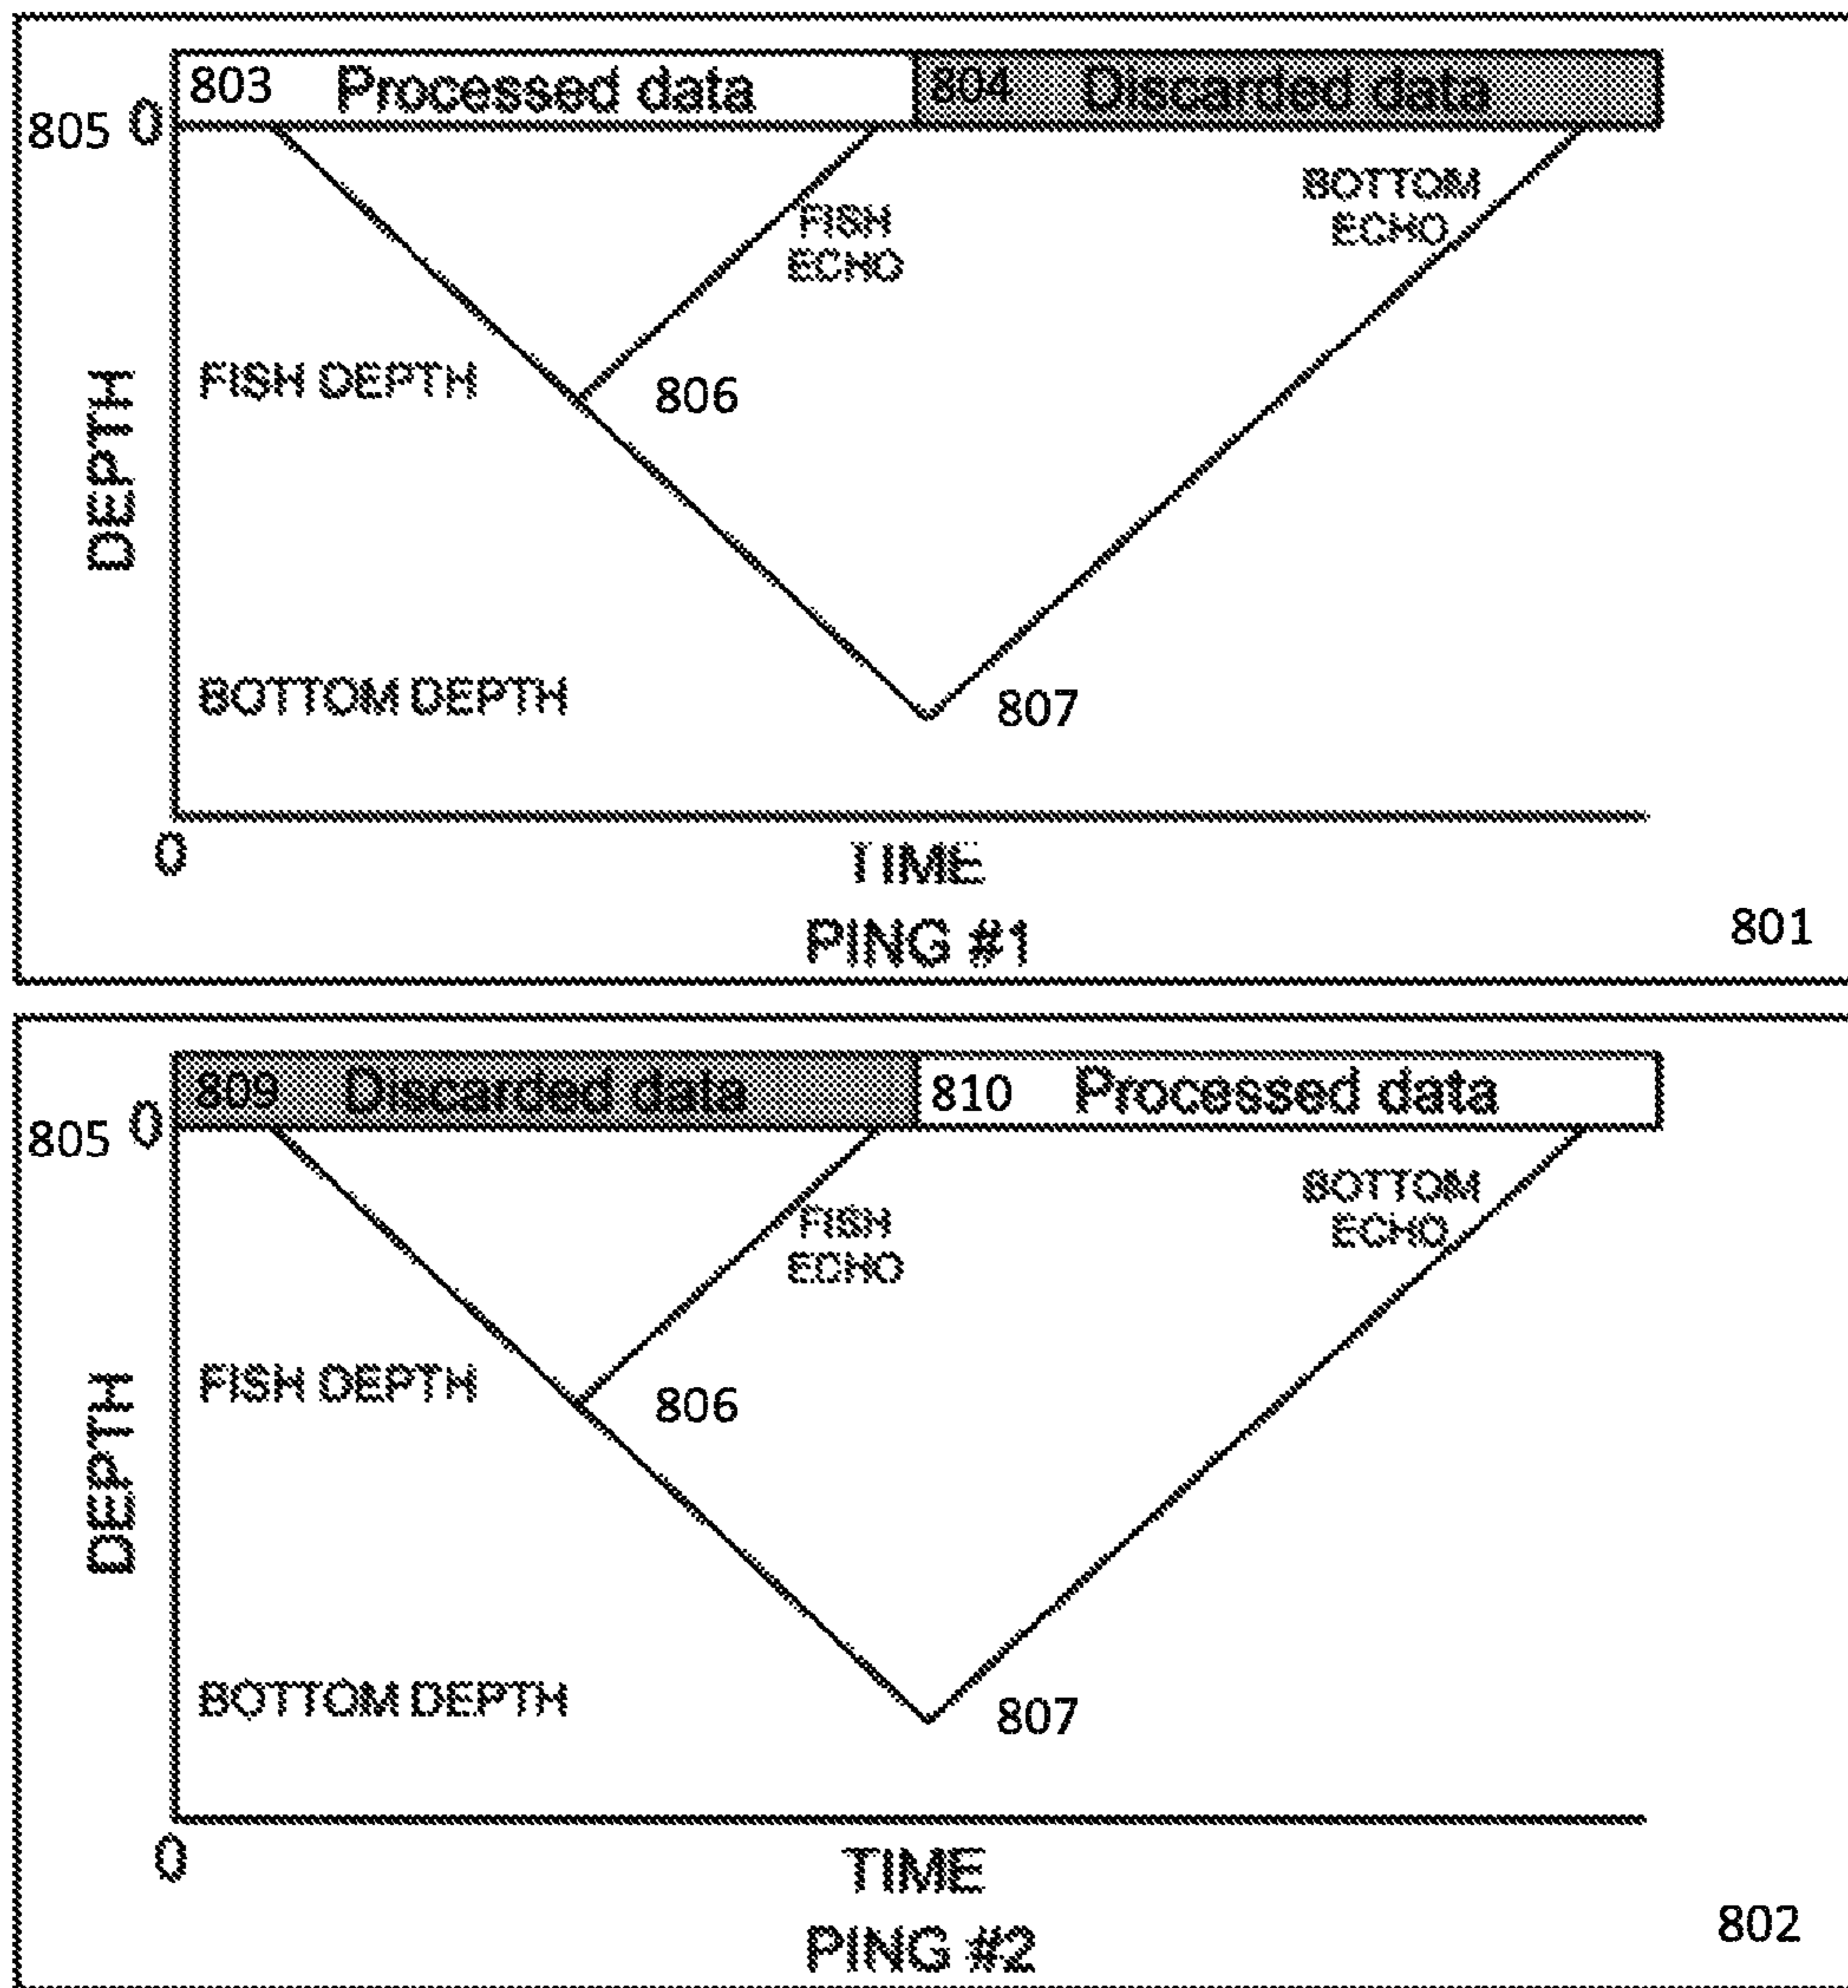 803 Processed data 804 Discarded data
805 0
FISH ECHO
BOTTOM ECHO
DEPTH
FISH DEPTH 806
BOTTOM DEPTH 807
0
TIME
PING #1
801
809 Discarded data 810 Processed data
805 0
FISH ECHO
BOTTOM ECHO
DEPTH
FISH DEPTH 806
BOTTOM DEPTH 807
0
TIME
PING #2
802